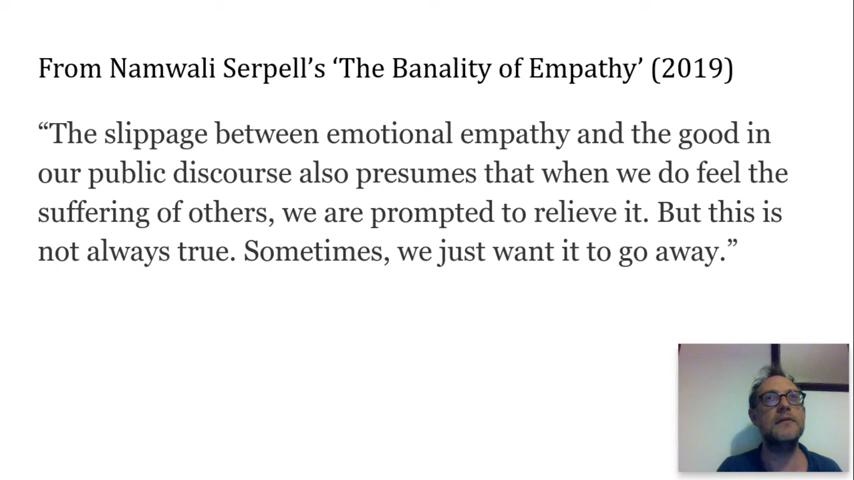 From Namwali Serpell’s ‘The Banality of Empathy’ (2019)
“The slippage between emotional empathy and the good in
our public discourse also presumes that when we do feel the
suffering of others, we are prompted to relieve it. But this is
not always true. Sometimes, we just want it to go away.”